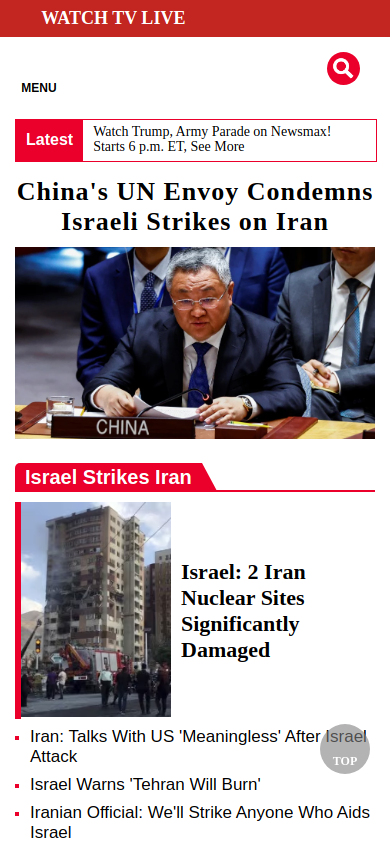 WATCH TV LIVE
MENU
Latest
Watch Trump, Army Parade on Newsmax!
Starts 6 p.m. ET, See More
China's UN Envoy Condemns
Israeli Strikes on Iran
CHINA
Israel Strikes Iran
Israel: 2 Iran
Nuclear Sites
Significantly
Damaged
Iran: Talks With US 'Meaningless' After Israel
Attack
TOP
Israel Warns 'Tehran Will Burn'
Iranian Official: We'll Strike Anyone Who Aids
Israel